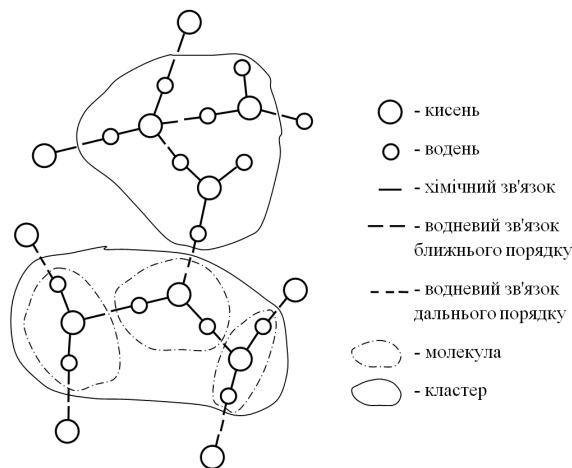 - кисень
- водень
- хімічний зв'язок
- водневий зв'язок
ближнього порядку
- водневий зв'язок
дальнього порядку
- молекула
- кластер